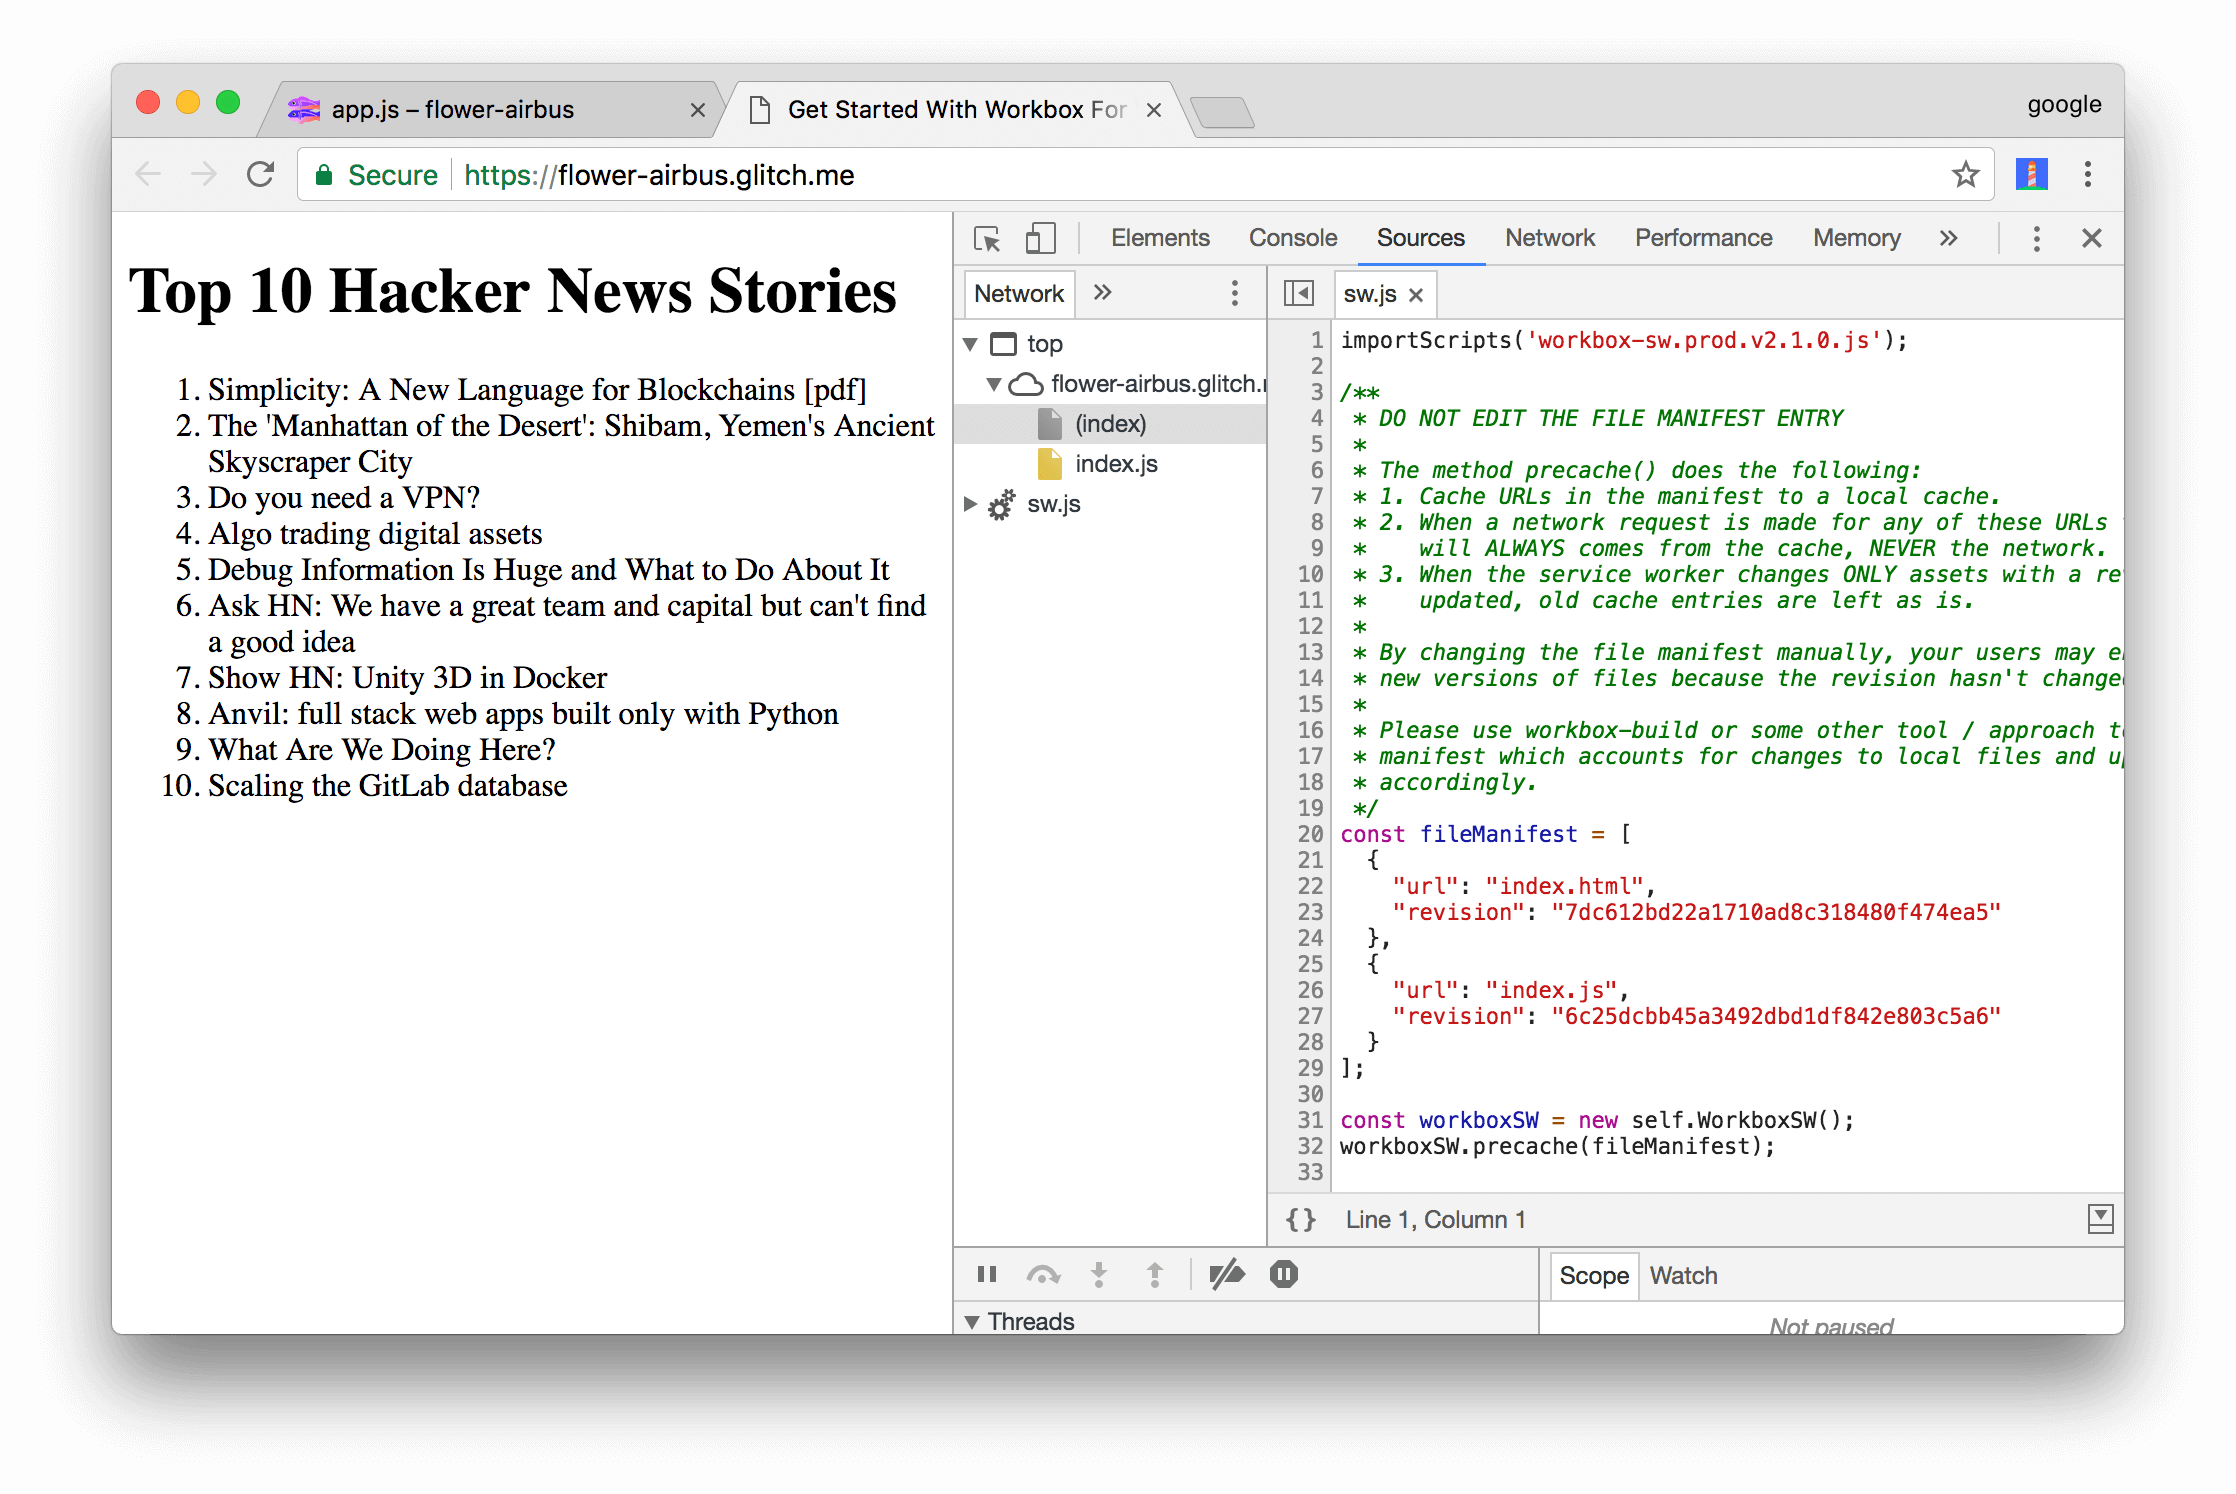 app.js – flower-airbus
Get Started With Workbox For
google
Secure
https://flower-airbus.glitch.me
Top 10 Hacker News Stories
1. Simplicity: A New Language for Blockchains [pdf]
2. The 'Manhattan of the Desert': Shibam, Yemen's Ancient
Skyscraper City
3. Do you need a VPN?
4. Algo trading digital assets
5. Debug Information Is Huge and What to Do About It
6. Ask HN: We have a great team and capital but can't find
a good idea
7. Show HN: Unity 3D in Docker
8. Anvil: full stack web apps built only with Python
9. What Are We Doing Here?
10. Scaling the GitLab database
Elements Console Sources Network Performance Memory »
Network »
top
flower-airbus.glitch.
(index)
index.js
sw.js
sw.js
1 importScripts('workbox-sw.prod.v2.1.0.js');
2
3 /**
4  * DO NOT EDIT THE FILE MANIFEST ENTRY
5  *
6  * The method precache() does the following:
7  * 1. Cache URLs in the manifest to a local cache.
8  * 2. When a network request is made for any of these URLs
9  *    will ALWAYS comes from the cache, NEVER the network.
10  * 3. When the service worker changes ONLY assets with a
11  *    updated, old cache entries are left as is.
12  *
13  * By changing the file manifest manually, your users may
14  * new versions of files because the revision hasn't
15  *
16  * Please use workbox-build or some other tool / approach
17  * manifest which accounts for changes to local files and
18  * accordingly.
19  */
20 const fileManifest = [
21   {
22     "url": "index.html",
23     "revision": "7dc612bd22a1710ad8c318480f474ea5"
24   },
25   {
26     "url": "index.js",
27     "revision": "6c25dcbb45a3492dbd1df842e803c5a6"
28   }
29 ];
30
31 const workboxSW = new self.WorkboxSW();
32 workboxSW.precache(fileManifest);
33
{} Line 1, Column 1
Scope Watch
Threads
Not paused